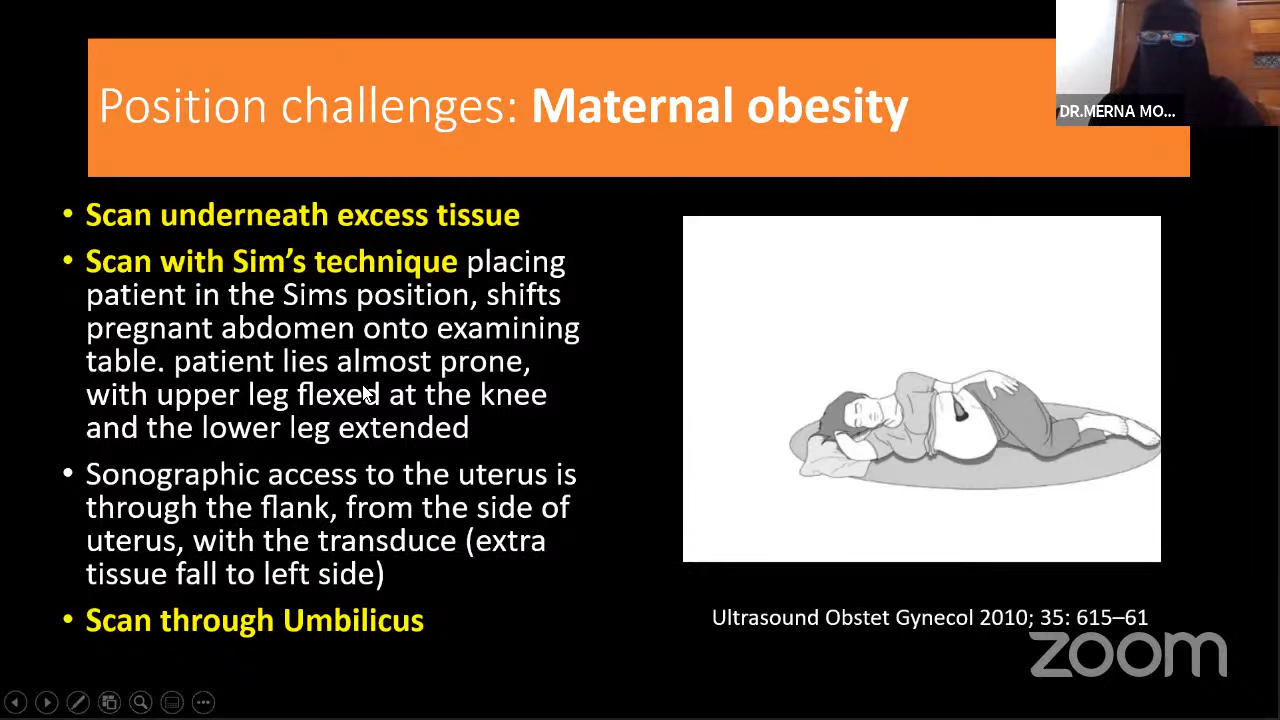 Position challenges: Maternal obesity
DR.MERNA MO...
• Scan underneath excess tissue
• Scan with Sim’s technique placing
patient in the Sims position, shifts
pregnant abdomen onto examining
table. patient lies almost prone,
with upper leg flexed at the knee
and the lower leg extended
• Sonographic access to the uterus is
through the flank, from the side of
uterus, with the transduce (extra
tissue fall to left side)
• Scan through Umbilicus
Ultrasound Obstet Gynecol 2010; 35: 615–61
zoom